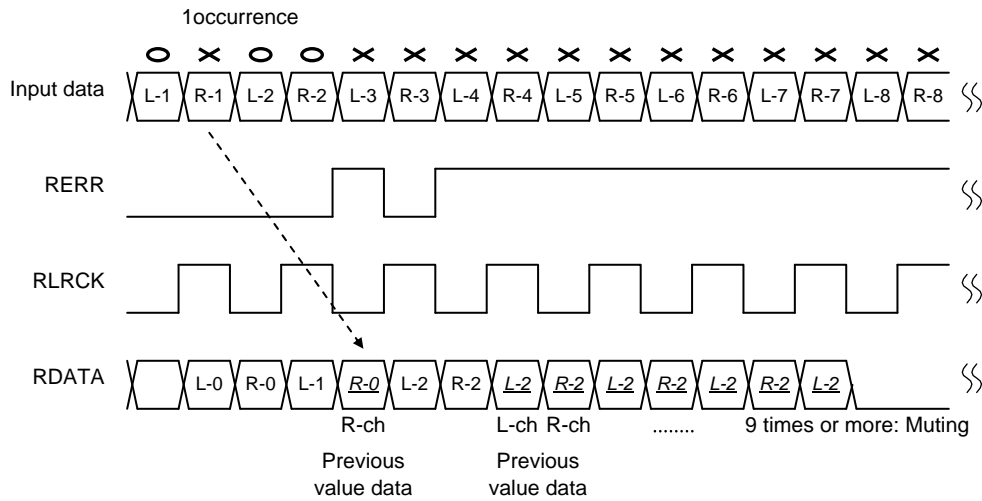 1occurrence
O X O O X X X X X X X X X X X X
Input data L-1 R-1 L-2 R-2 L-3 R-3 L-4 R-4 L-5 R-5 L-6 R-6 L-7 R-7 L-8 R-8
RERR
RLRCK
RDATA L-0 R-0 L-1 R-0 L-2 R-2 L-2 R-2 L-2 R-2 L-2 R-2 L-2
R-ch L-ch R-ch ........ 9 times or more: Muting
Previous Previous
value data value data